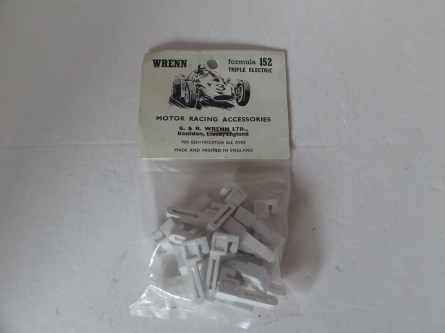 WRENN
formula 152
TRIPLE ELECTRIC
3
MOTOR RACING ACCESSORIES
G. & R. WRENN LTD.,
Basildon, Essex, England
FOR IDENTIFICATION SEE OVER
MADE AND PRINTED IN ENGLAND